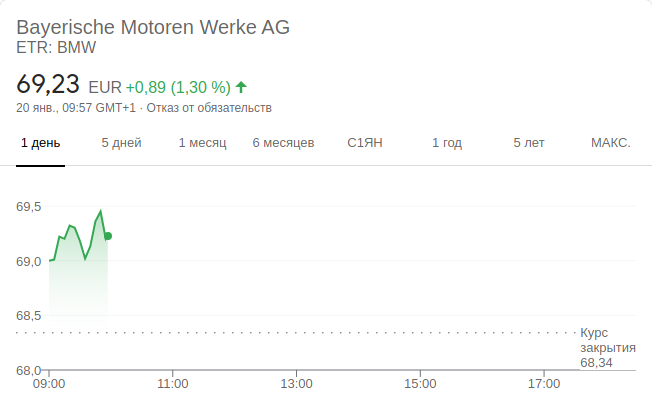 Bayerische Motoren Werke AG
ETR: BMW
69,23 EUR +0,89 (1,30 %)
20 янв., 09:57 GMT+1 · Отказ от обязательств
1 день 5 дней 1 месяц 6 месяцев С1ЯН 1 год 5 лет МАКС.
69,5
69,0
68,5
Курс
закрытия
68,34
68,0
09:00 11:00 13:00 15:00 17:00